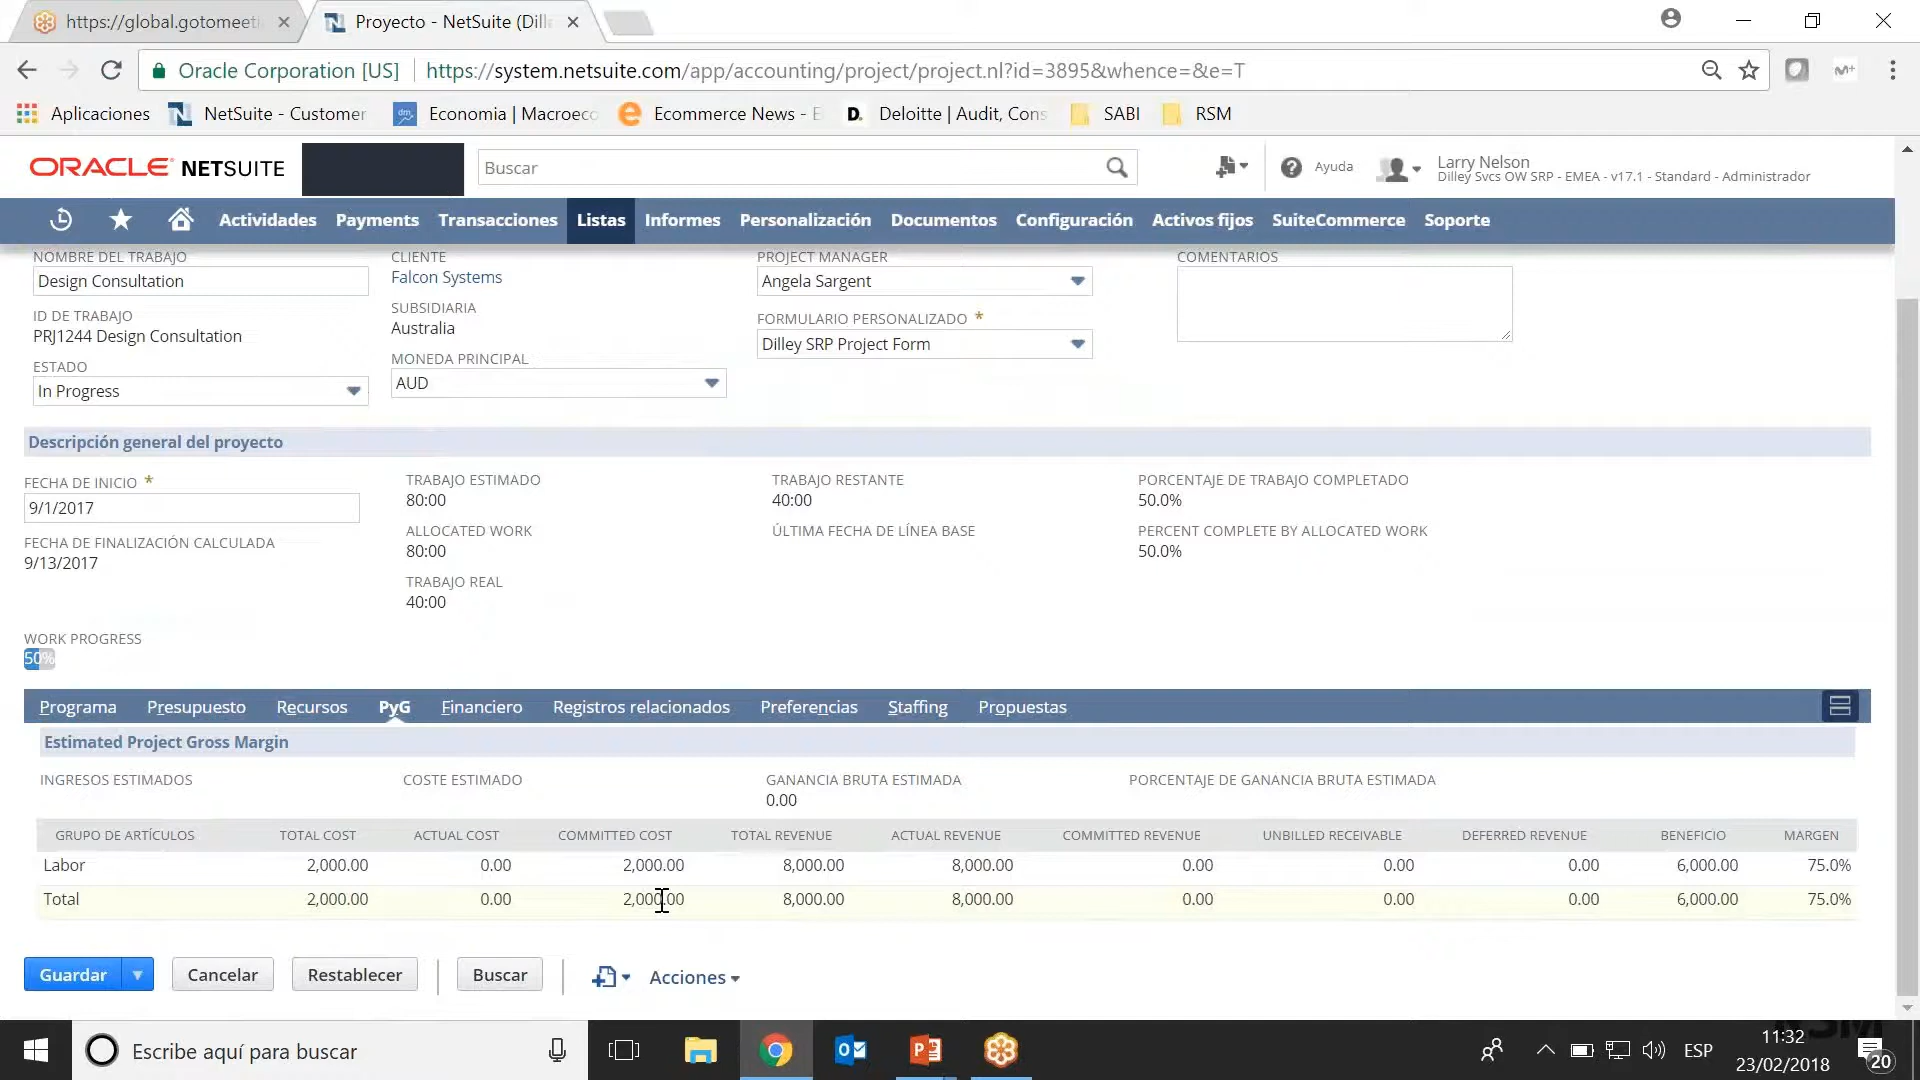 https://global.gotomeeti
Proyecto - NetSuite (Dill
Oracle Corporation [US]
https://system.netsuite.com/app/accounting/project/project.nl?id=3895&whence=&e=T
Aplicaciones
NetSuite - Customer
dm
Economia | Macroeco
Ecommerce News - E
D.
Deloitte | Audit, Cons
SABI
RSM
ORACLE NETSUITE
Buscar
Ayuda
Larry Nelson
Dilley Svcs OW SRP - EMEA - v17.1 - Standard - Administrador
Actividades Payments Transacciones Listas Informes Personalización Documentos Configuración Activos fijos SuiteCommerce Soporte
NOMBRE DEL TRABAJO
Design Consultation
ID DE TRABAJO
PRJ1244 Design Consultation
ESTADO
In Progress
CLIENTE
Falcon Systems
SUBSIDIARIA
Australia
MONEDA PRINCIPAL
AUD
PROJECT MANAGER
Angela Sargent
FORMULARIO PERSONALIZADO *
Dilley SRP Project Form
COMENTARIOS
Descripción general del proyecto
FECHA DE INICIO *
9/1/2017
FECHA DE FINALIZACIÓN CALCULADA
9/13/2017
TRABAJO ESTIMADO
80:00
ALLOCATED WORK
80:00
TRABAJO REAL
40:00
TRABAJO RESTANTE
40:00
ÚLTIMA FECHA DE LÍNEA BASE
PORCENTAJE DE TRABAJO COMPLETADO
50.0%
PERCENT COMPLETE BY ALLOCATED WORK
50.0%
WORK PROGRESS
50%
Programa Presupuesto Recursos PyG Financiero Registros relacionados Preferencias Staffing Propuestas
Estimated Project Gross Margin
INGRESOS ESTIMADOS COSTE ESTIMADO GANANCIA BRUTA ESTIMADA PORCENTAJE DE GANANCIA BRUTA ESTIMADA
0.00
GRUPO DE ARTÍCULOS TOTAL COST ACTUAL COST COMMITTED COST TOTAL REVENUE ACTUAL REVENUE COMMITTED REVENUE UNBILLED RECEIVABLE DEFERRED REVENUE BENEFICIO MARGEN
Labor 2,000.00 0.00 2,000.00 8,000.00 8,000.00 0.00 0.00 0.00 6,000.00 75.0%
Total 2,000.00 0.00 2,000.00 8,000.00 8,000.00 0.00 0.00 0.00 6,000.00 75.0%
Guardar Cancelar Restablecer Buscar Acciones
Escribe aquí para buscar
ESP
11:32
23/02/2018
20